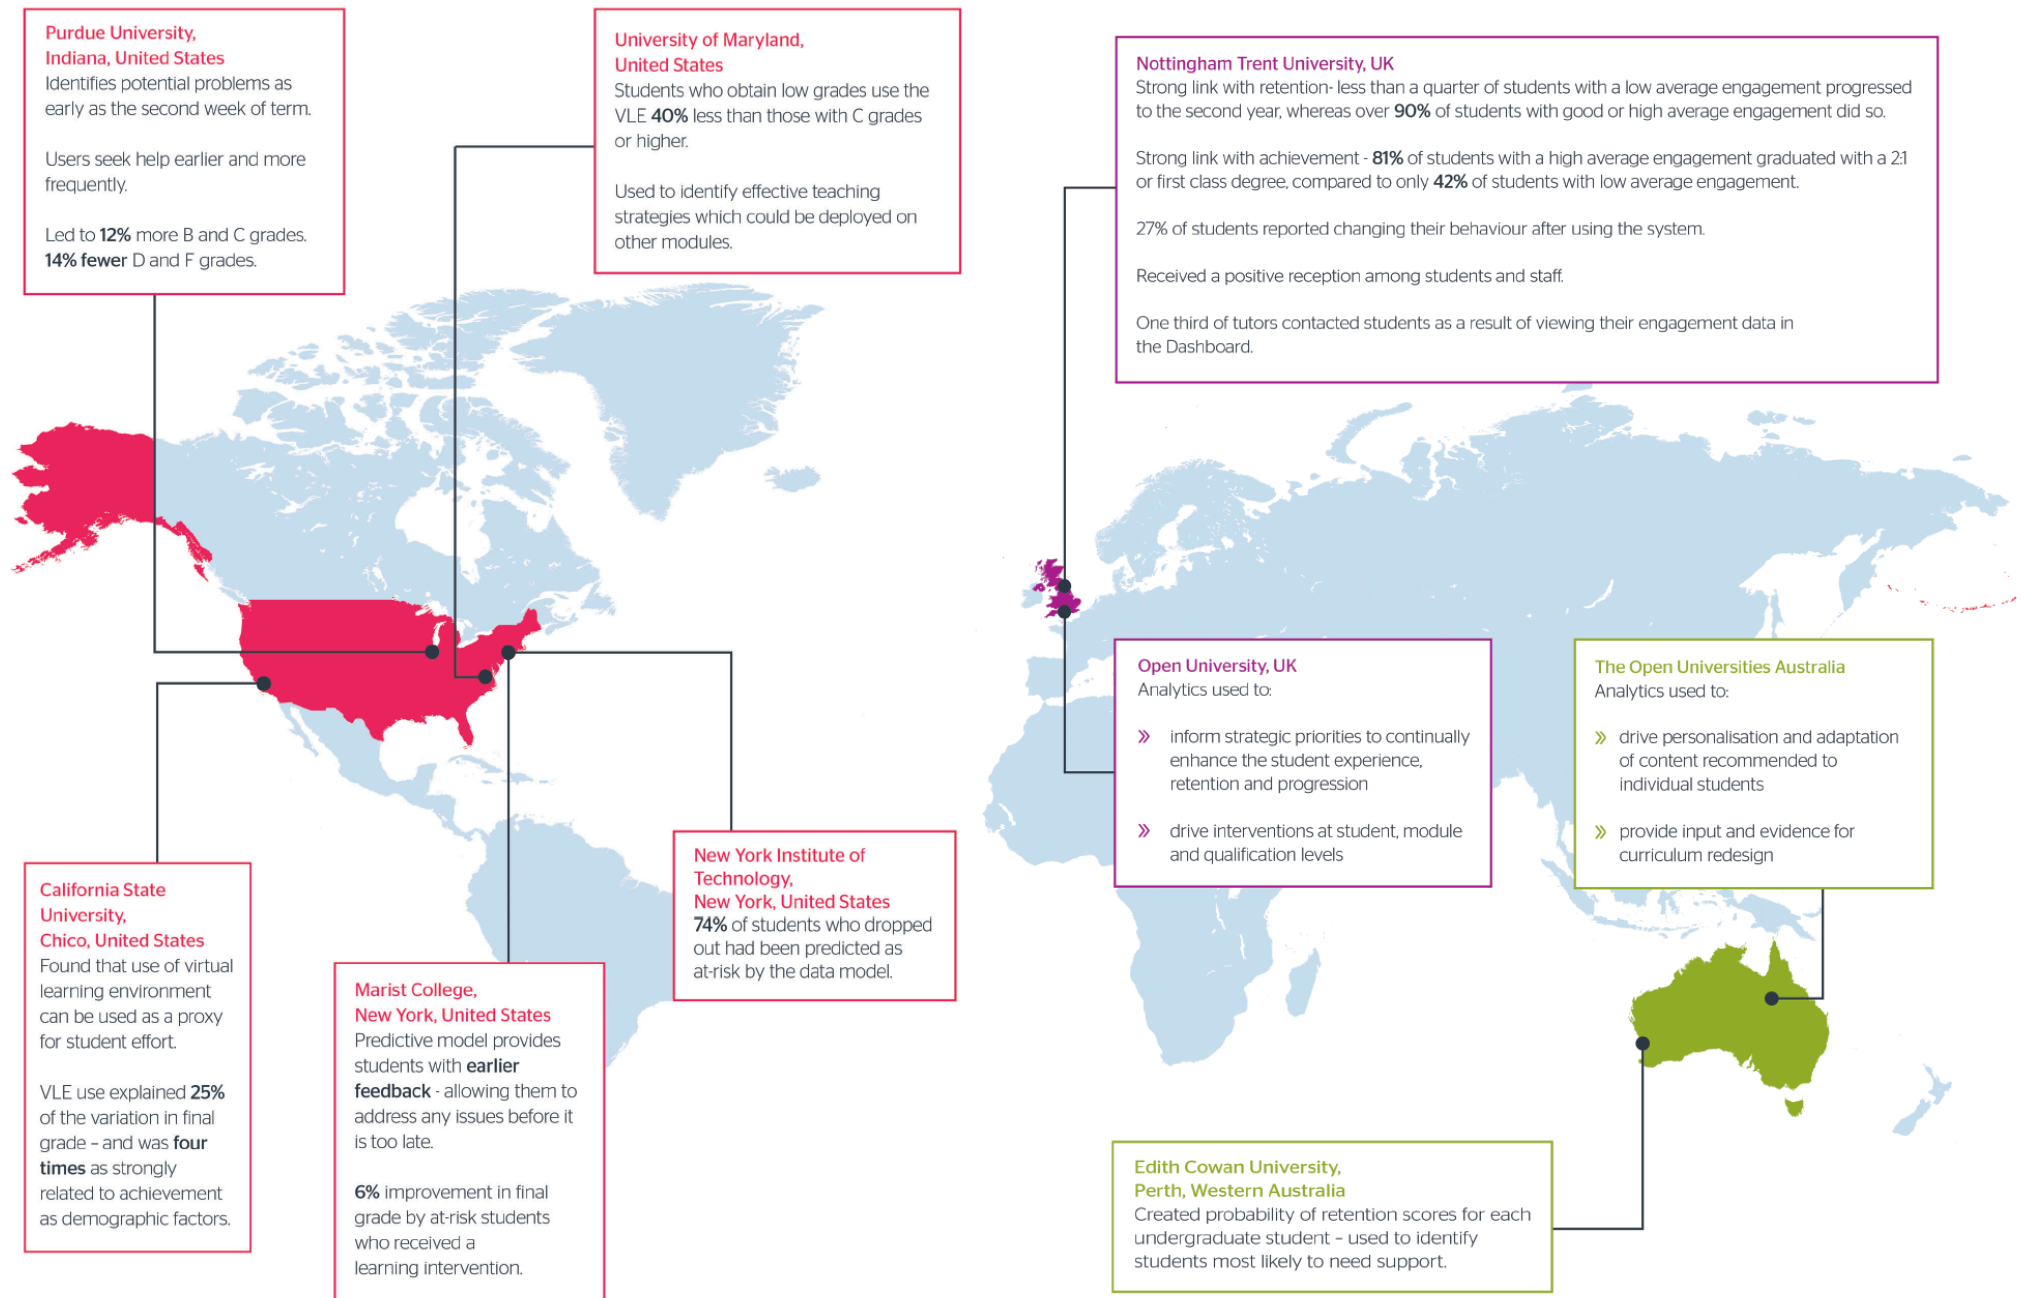 Purdue University,
Indiana, United States
Identifies potential problems as
early as the second week of term.
Users seek help earlier and more
frequently.
Led to 12% more B and C grades.
14% fewer D and F grades.
University of Maryland,
United States
Students who obtain low grades use the
VLE 40% less than those with C grades
or higher.
Used to identify effective teaching
strategies which could be deployed on
other modules.
Nottingham Trent University, UK
Strong link with retention- less than a quarter of students with a low average engagement progressed
to the second year, whereas over 90% of students with good or high average engagement did so.
Strong link with achievement - 81% of students with a high average engagement graduated with a 2:1
or first class degree, compared to only 42% of students with low average engagement.
27% of students reported changing their behaviour after using the system.
Received a positive reception among students and staff.
One third of tutors contacted students as a result of viewing their engagement data in
the Dashboard.
Open University, UK
Analytics used to:
» inform strategic priorities to continually
enhance the student experience,
retention and progression
» drive interventions at student, module
and qualification levels
The Open Universities Australia
Analytics used to:
» drive personalisation and adaptation
of content recommended to
individual students
» provide input and evidence for
curriculum redesign
California State
University,
Chico, United States
Found that use of virtual
learning environment
can be used as a proxy
for student effort.
VLE use explained 25%
of the variation in final
grade – and was four
times as strongly
related to achievement
as demographic factors.
Marist College,
New York, United States
Predictive model provides
students with earlier
feedback - allowing them to
address any issues before it
is too late.
6% improvement in final
grade by at-risk students
who received a
learning intervention.
New York Institute of
Technology,
New York, United States
74% of students who dropped
out had been predicted as
at-risk by the data model.
Edith Cowan University,
Perth, Western Australia
Created probability of retention scores for each
undergraduate student – used to identify
students most likely to need support.